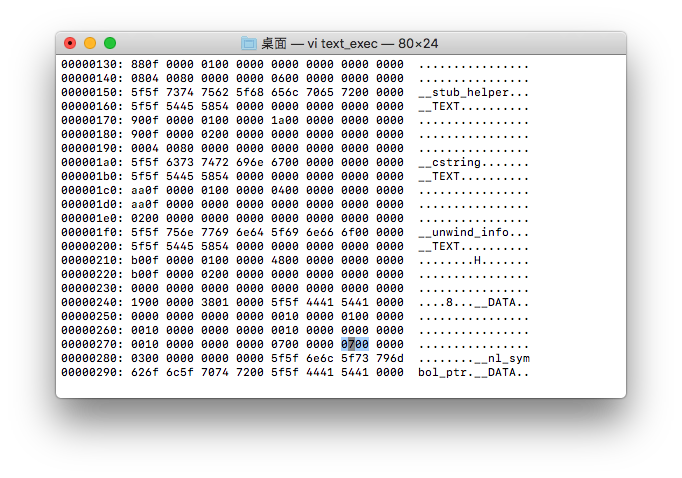 桌面 — vi text_exec — 80×24
00000130: 880f 0000 0100 0000 0000 0000 0000 0000  ................
00000140: 0804 0080 0000 0000 0600 0000 0000 0000  ................
00000150: 5f5f 7374 7562 5f68 656c 7065 7200 0000  __stub_helper...
00000160: 5f5f 5445 5854 0000 0000 0000 0000 0000  __TEXT..........
00000170: 900f 0000 0100 0000 1a00 0000 0000 0000  ................
00000180: 900f 0000 0200 0000 0000 0000 0000 0000  ................
00000190: 0004 0080 0000 0000 0000 0000 0000 0000  ................
000001a0: 5f5f 6373 7472 696e 6700 0000 0000 0000  __cstring.......
000001b0: 5f5f 5445 5854 0000 0000 0000 0000 0000  __TEXT..........
000001c0: aa0f 0000 0100 0000 0400 0000 0000 0000  ................
000001d0: aa0f 0000 0000 0000 0000 0000 0000 0000  ................
000001e0: 0200 0000 0000 0000 0000 0000 0000 0000  ................
000001f0: 5f5f 756e 7769 6e64 5f69 6e66 6f00 0000  __unwind_info...
00000200: 5f5f 5445 5854 0000 0000 0000 0000 0000  __TEXT..........
00000210: b00f 0000 0100 0000 4800 0000 0000 0000  ........H.......
00000220: b00f 0000 0200 0000 0000 0000 0000 0000  ................
00000230: 0000 0000 0000 0000 0000 0000 0000 0000  ................
00000240: 1900 0000 3801 0000 5f5f 4441 5441 0000  ....8...__DATA..
00000250: 0000 0000 0000 0000 0010 0000 0100 0000  ................
00000260: 0010 0000 0000 0000 0010 0000 0000 0000  ................
00000270: 0010 0000 0000 0000 0700 0000 0700 0000  ................
00000280: 0300 0000 0000 0000 5f5f 6e6c 5f73 796d  ........__nl_sym
00000290: 626f 6c5f 7074 7200 5f5f 4441 5441 0000  bol_ptr.__DATA..